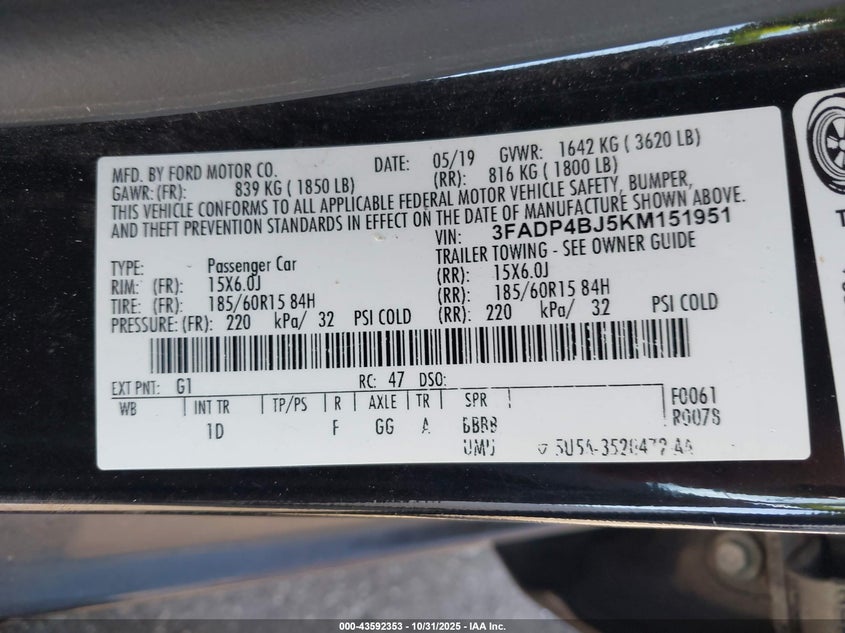 MFD. BY FORD MOTOR CO. DATE: 05/19 GVWR: 1642 KG ( 3620 LB)
GAWR: (FR): 839 KG ( 1850 LB) (RR): 816 KG ( 1800 LB)
THIS VEHICLE CONFORMS TO ALL APPLICABLE FEDERAL MOTOR VEHICLE SAFETY, BUMPER,
AND THEFT PREVENTION STANDARDS IN EFFECT ON THE DATE OF MANUFACTURE SHOWN ABOVE.
VIN: 3FADP4BJ5KM151951
TYPE: Passenger Car TRAILER TOWING - SEE OWNER GUIDE
RIM: (FR): 15X6.0J (RR): 15X6.0J
TIRE: (FR): 185/60R15 84H (RR): 185/60R15 84H
PRESSURE: (FR): 220 kPa/ 32 PSI COLD (RR): 220 kPa/ 32 PSI COLD
EXT PNT: G1 RC: 47 DSO:
WB INT TR TP/PS R AXLE TR SPR F0061
1D F GG A R0078
000-43592353 | 10/31/2025 | IAA Inc.